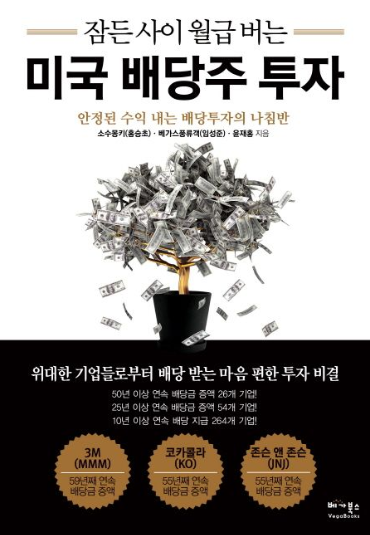 잠든 사이 월급 버는
미국 배당주 투자
안정된 수익 내는 배당투자의 나침반
소수몽키(홍승초) · 베가스풍류객(임성준) · 윤재홍 지음
위대한 기업들로부터 배당 받는 마음 편한 투자 비결
50년 이상 연속 배당금 증액 26개 기업!
25년 이상 연속 배당금 증액 54개 기업!
10년 이상 연속 배당 지급 264개 기업!
3M
(MMM)
59년째 연속
배당금 증액
코카콜라
(KO)
55년째 연속
배당금 증액
존슨 앤 존슨
(JNJ)
55년째 연속
배당금 증액
베가북스
VegaBooks